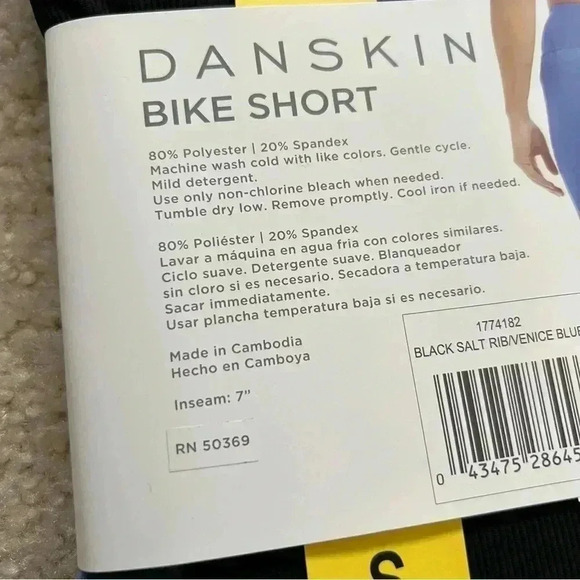 DANSKIN
BIKE SHORT
80% Polyester | 20% Spandex
Machine wash cold with like colors. Gentle cycle.
Mild detergent.
Use only non-chlorine bleach when needed.
Tumble dry low. Remove promptly. Cool iron if needed.
80% Poliéster | 20% Spandex
Lavar a máquina en agua fria con colores similares.
Ciclo suave. Detergente suave. Blanqueador
sin cloro si es necesario. Secadora a temperatura baja.
Sacar immediatamente.
Usar plancha temperatura baja si es necesario.
Made in Cambodia
Hecho en Camboya
Inseam: 7"
RN 50369
1774182
BLACK SALT RIB/VENICE BLUE
0 43475 28645
S